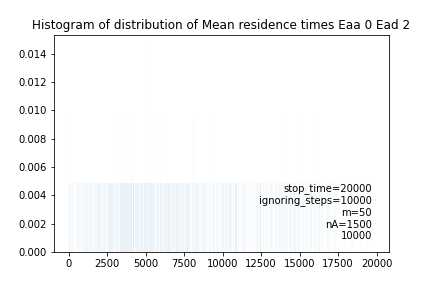 Histogram of distribution of Mean residence times Eaa 0 Ead 2
0.014
0.012
0.010
0.008
0.006
0.004
0.002
0.000
stop_time=20000
ignoring_steps=10000
m=50
nA=1500
10000
0 2500 5000 7500 10000 12500 15000 17500 20000